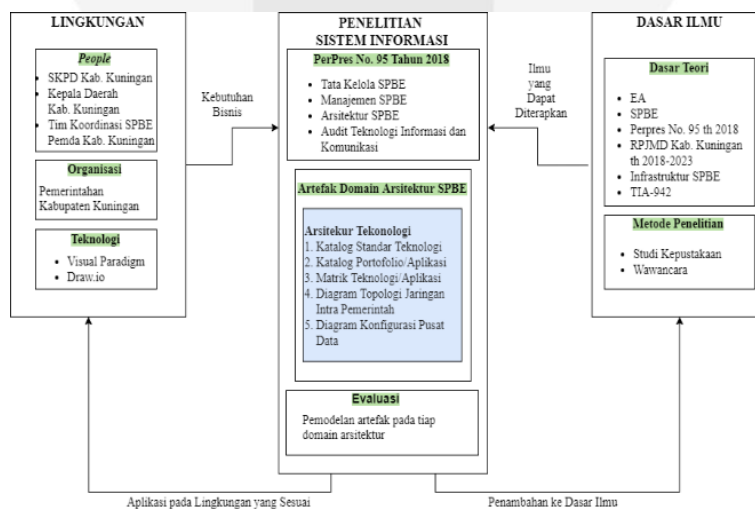 LINGKUNGAN
People
SKPD Kab. Kuningan
Kepala Daerah
Kab. Kuningan
Tim Koordinasi SPBE
Pemda Kab. Kuningan
Organisasi
Pemerintahan
Kabupaten Kuningan
Teknologi
Visual Paradigm
Draw.io
Kebutuhan
Bisnis
PENELITIAN
SISTEM INFORMASI
PerPres No. 95 Tahun 2018
Tata Kelola SPBE
Manajemen SPBE
Arsitektur SPBE
Audit Teknologi Informasi dan
Komunikasi
Artefak Domain Arsitektur SPBE
Arsitekur Tekonologi
1. Katalog Standar Teknologi
2. Katalog Portofolio/Aplikasi
3. Matrik Teknologi/Aplikasi
4. Diagram Topologi Jaringan
Intra Pemerintah
5. Diagram Konfigurasi Pusat
Data
Evaluasi
Pemodelan artefak pada tiap
domain arsitektur
Ilmu
yang
Dapat
Diterapkan
DASAR ILMU
Dasar Teori
EA
SPBE
Perpres No. 95 th 2018
RPJMD Kab. Kuningan
th 2018-2023
Infrastruktur SPBE
TIA-942
Metode Penelitian
Studi Kepustakaan
Wawancara
Aplikasi pada Lingkungan yang Sesuai
Penambahan ke Dasar Ilmu